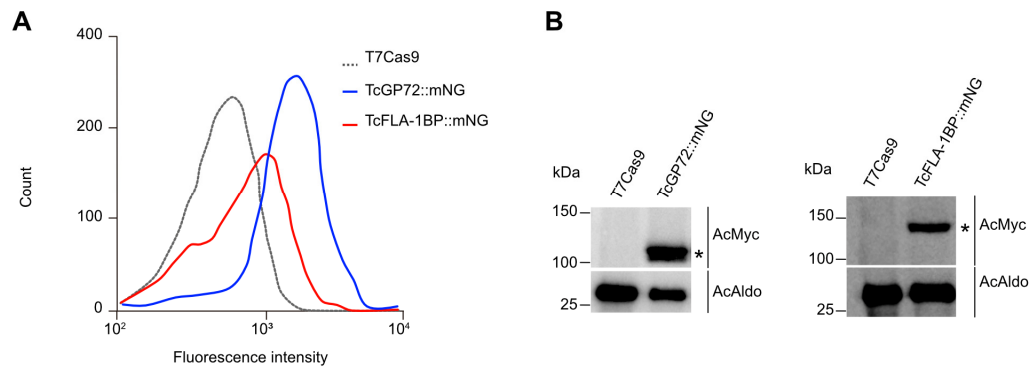 A
400
200
100
0
Count
10²
10³
10⁴
Fluorescence intensity
T7Cas9
TcGP72::mNG
TcFLA-1BP::mNG
B
kDa
T7Cas9
TcGP72::mNG
150
100
25
*
AcMyc
AcAldo
kDa
T7Cas9
TcFLA-1BP::mNG
150
100
25
*
AcMyc
AcAldo